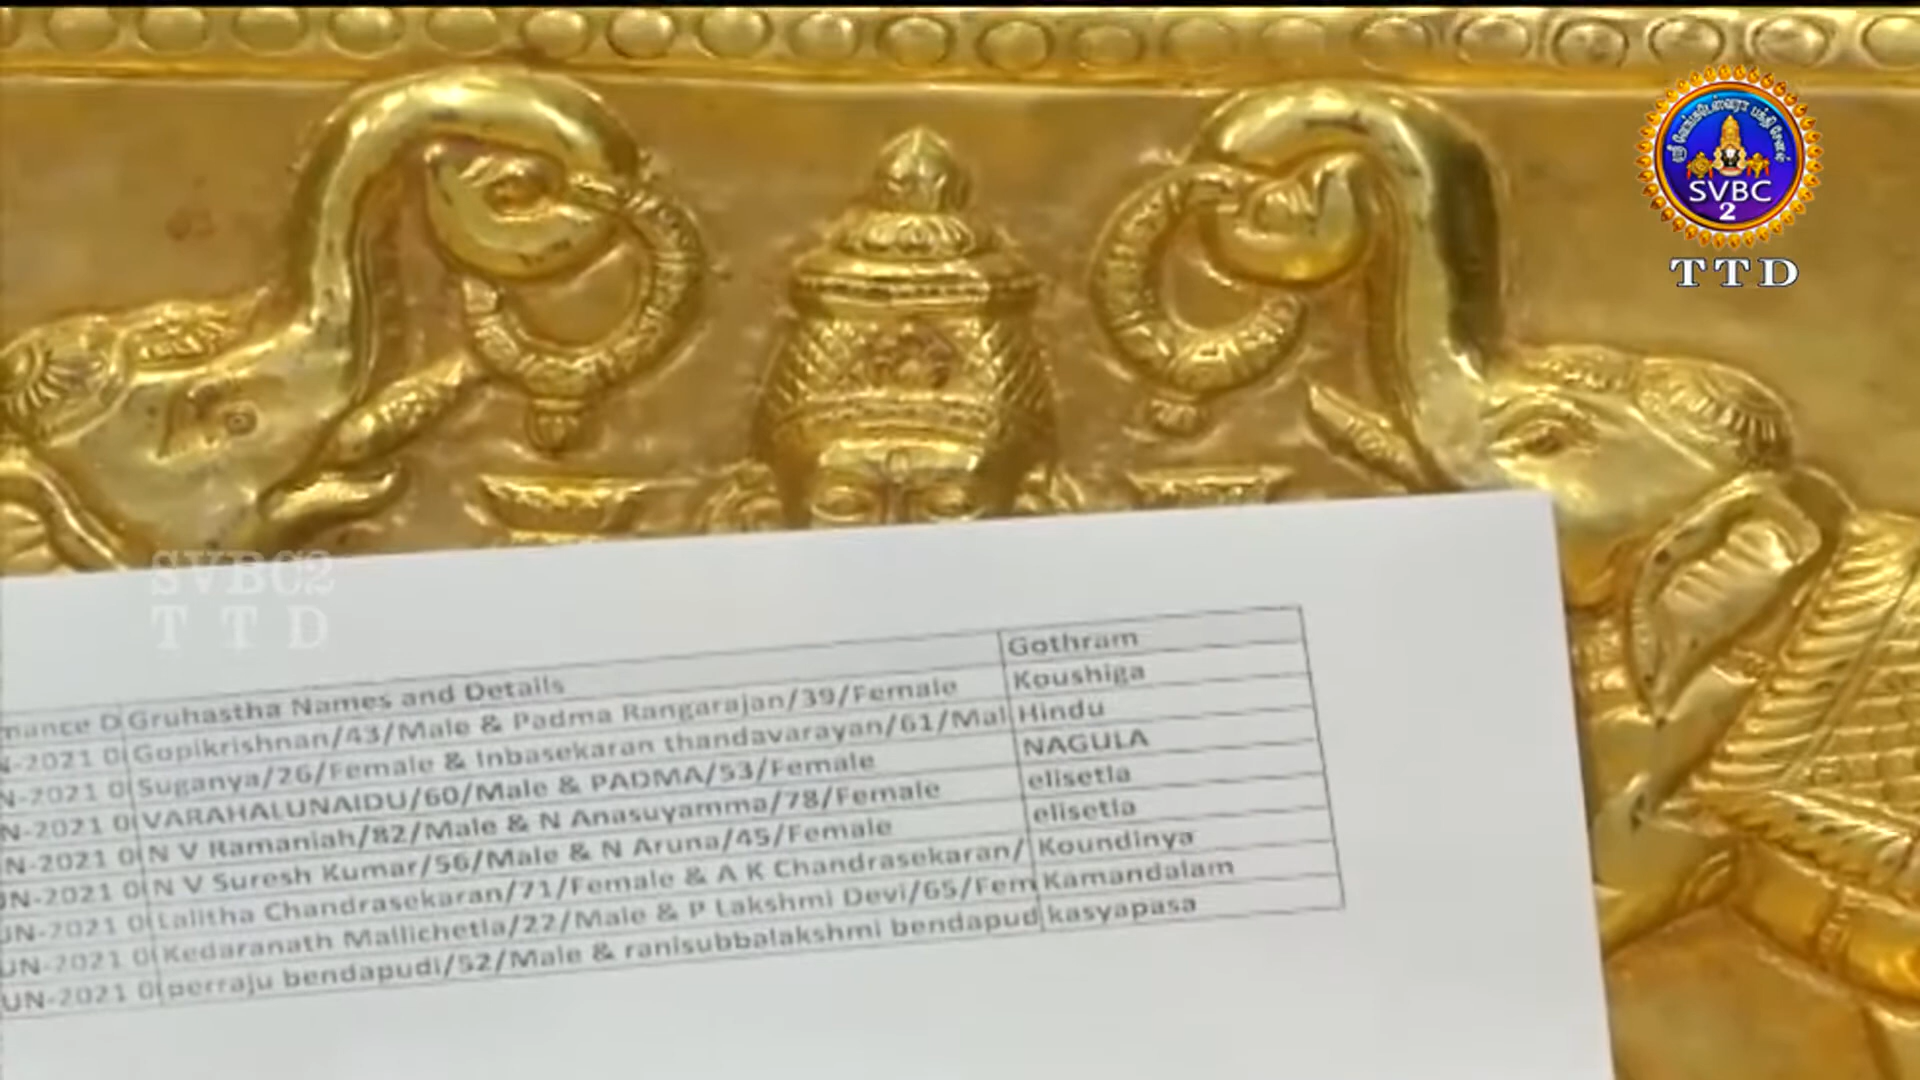 ஸ்ரீ வேங்கடேஸ்வரா பக்தி சேனல்
SVBC
2
TTD
SVBC2
TTD
mance D Gruhastha Names and Details Gothram
N-2021 0 Gopikrishnan/43/Male & Padma Rangarajan/39/Female Koushiga
N-2021 0 Suganya/26/Female & Inbasekaran thandavarayan/61/Mal Hindu
N-2021 0 VARAHALUNAIDU/60/Male & PADMA/53/Female NAGULA
N-2021 0 N V Ramaniah/82/Male & N Anasuyamma/78/Female elisetla
UN-2021 0 N V Suresh Kumar/56/Male & N Aruna/45/Female elisetla
UN-2021 0 Lalitha Chandrasekaran/71/Female & A K Chandrasekaran/ Koundinya
UN-2021 0 Kedaranath Mallichetla/22/Male & P Lakshmi Devi/65/Fem Kamandalam
UN-2021 0 perraju bendapudi/52/Male & ranisubbalakshmi bendapud kasyapasa